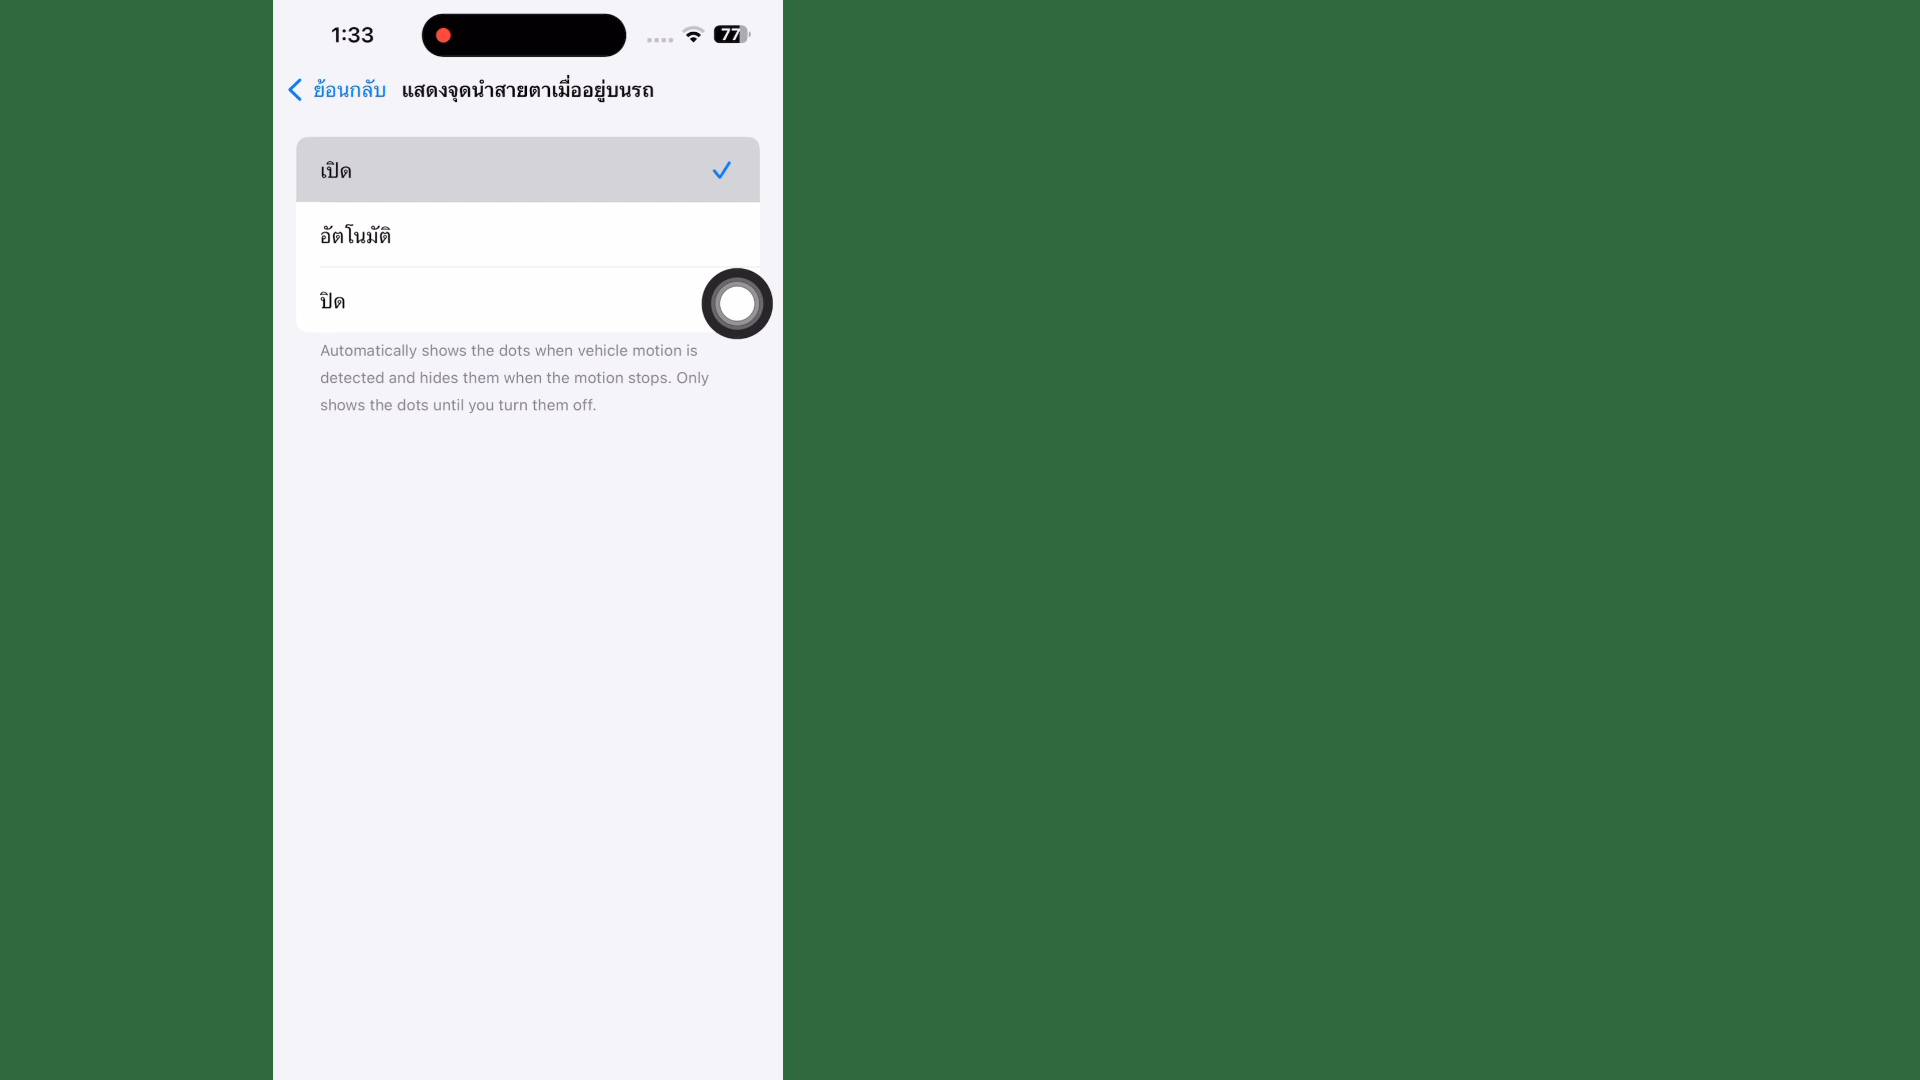 1:33
77
ย้อนกลับ แสดงจุดนำสายตาเมื่ออยู่บนรถ
เปิด
อัตโนมัติ
ปิด
Automatically shows the dots when vehicle motion is
detected and hides them when the motion stops. Only
shows the dots until you turn them off.